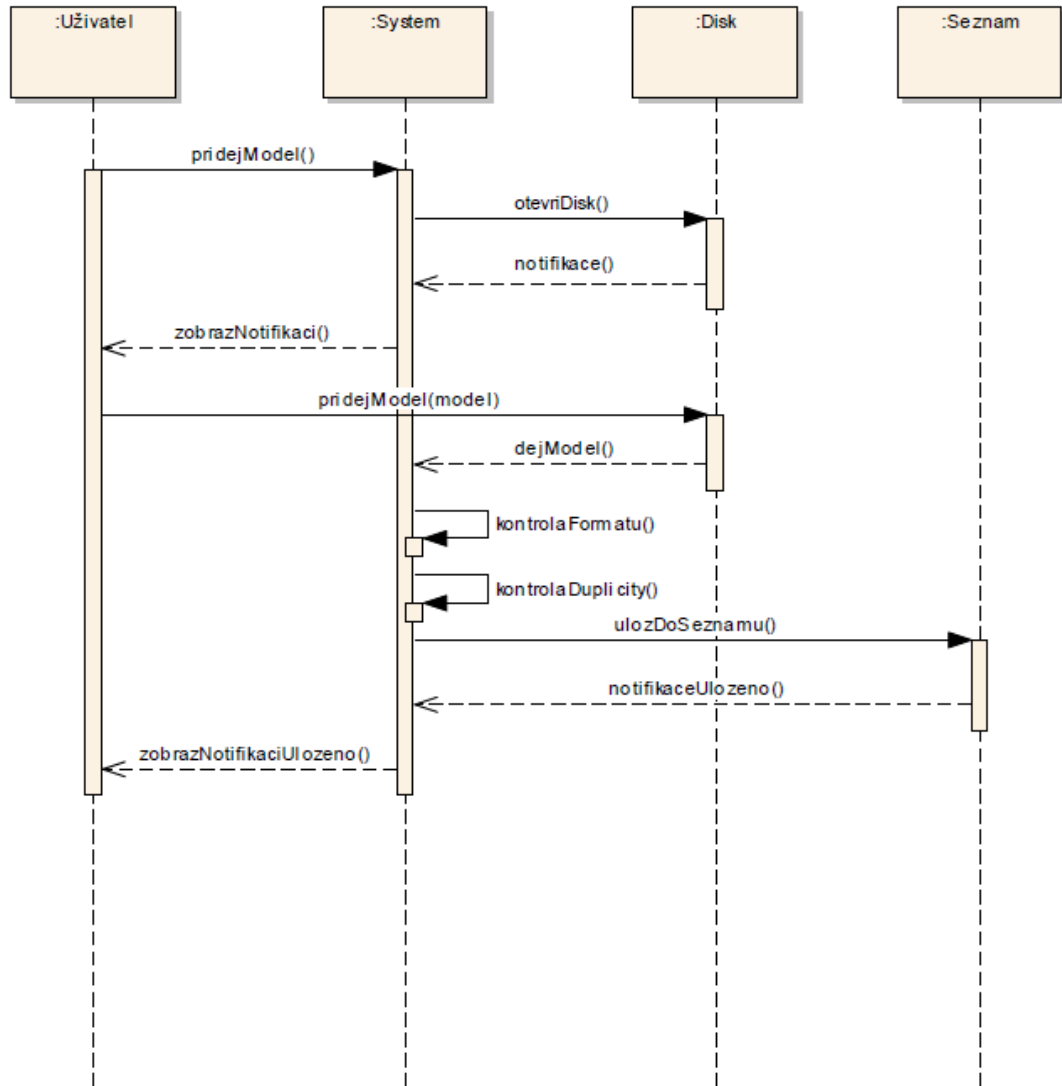 :Uživatel
:System
:Disk
:Seznam
pridejModel()
otevriDisk()
notifikace()
zobrazNotifikaci()
pridejModel(model)
dejModel()
kontrolaFormatu()
kontrolaDuplicity()
ulozDoSeznamu()
notifikaceUlozeno()
zobrazNotifikaciUlozeno()